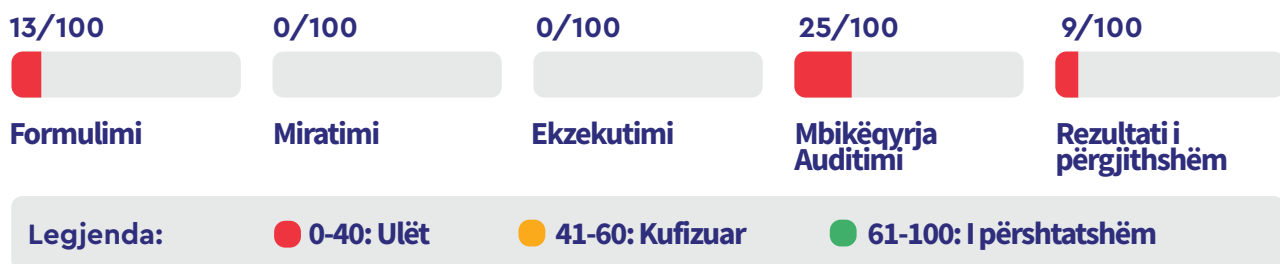 13/100 0/100 0/100 25/100 9/100
Formulimi Miratimi Ekzekutimi Mbikëqyrja Auditimi Rezultati i përgjithshëm
Legjenda: 0-40: Ulët 41-60: Kufizuar 61-100: I përshtatshëm